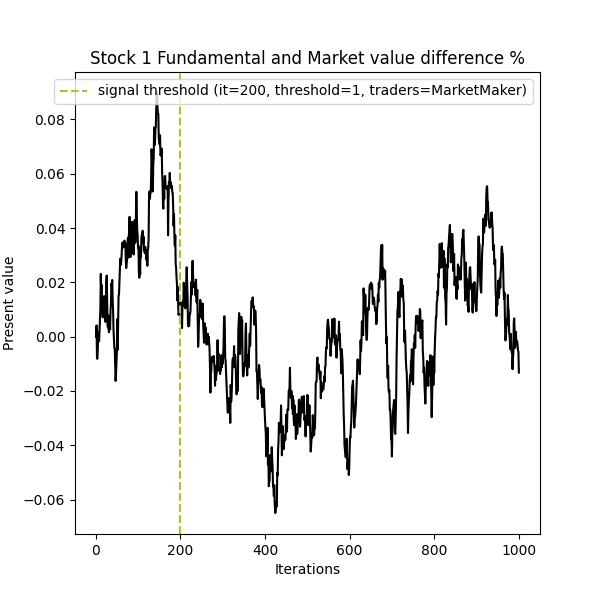 Stock 1 Fundamental and Market value difference %
signal threshold (it=200, threshold=1, traders=MarketMaker)
0.08
0.06
0.04
0.02
0.00
−0.02
−0.04
−0.06
Present value
0 200 400 600 800 1000
Iterations